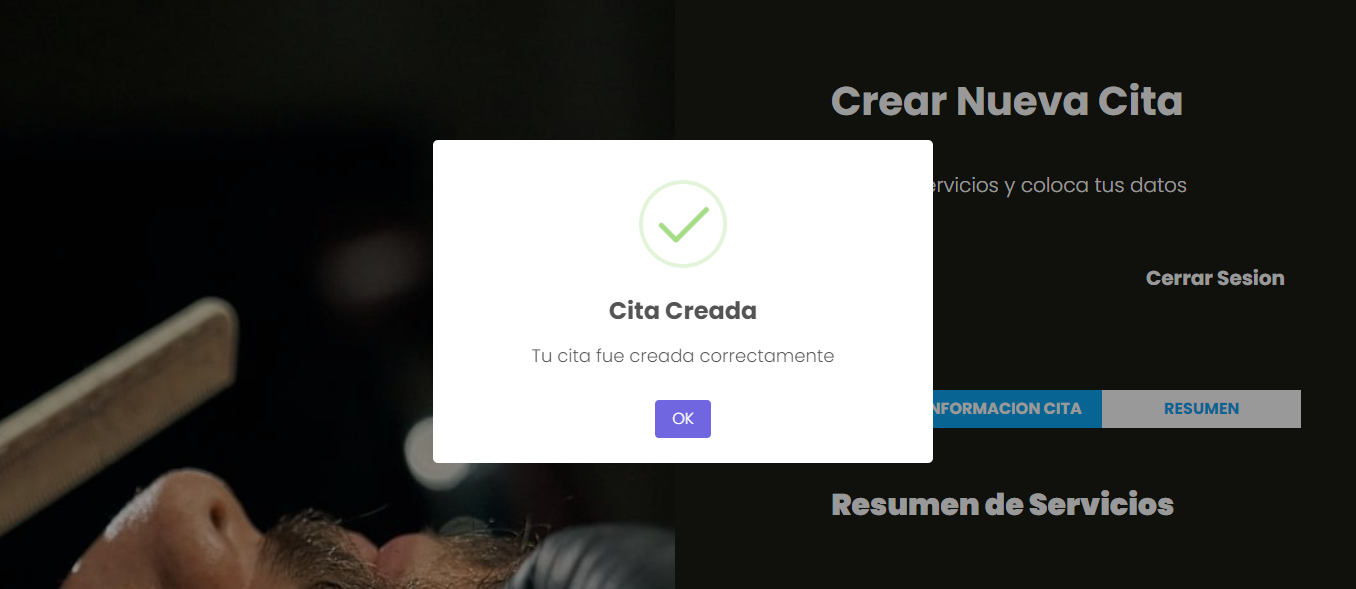 Crear Nueva Cita
ervicios y coloca tus datos
Cerrar Sesion
Cita Creada
Tu cita fue creada correctamente
OK
NFORMACION CITA
RESUMEN
Resumen de Servicios